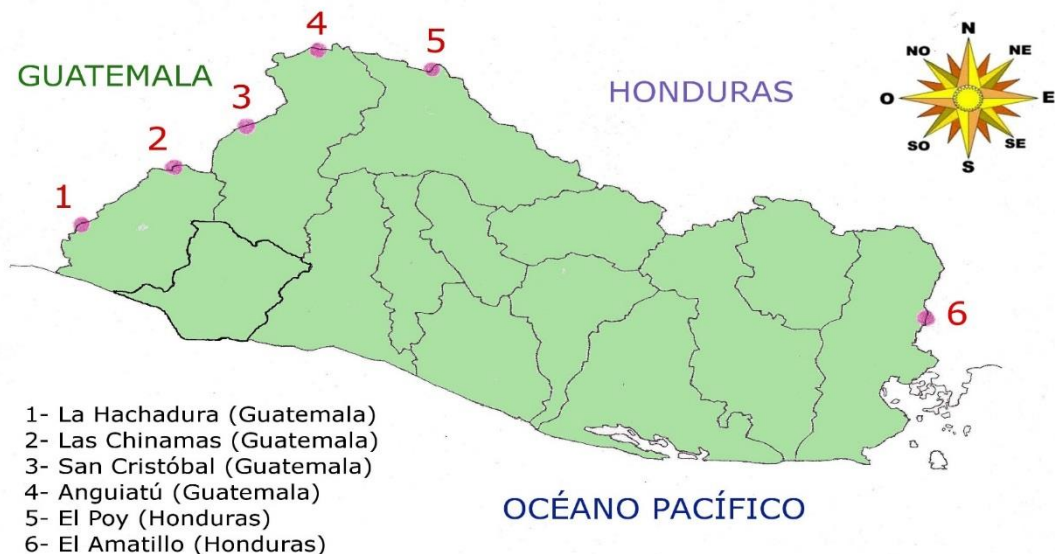 4
5
GUATEMALA
HONDURAS
N
NO
NE
O
E
SO
SE
S
3
2
1
6
1- La Hachadura (Guatemala)
2- Las Chinamas (Guatemala)
3- San Cristóbal (Guatemala)
4- Anguiatú (Guatemala)
5- El Poy (Honduras)
6- El Amatillo (Honduras)
OCÉANO PACÍFICO